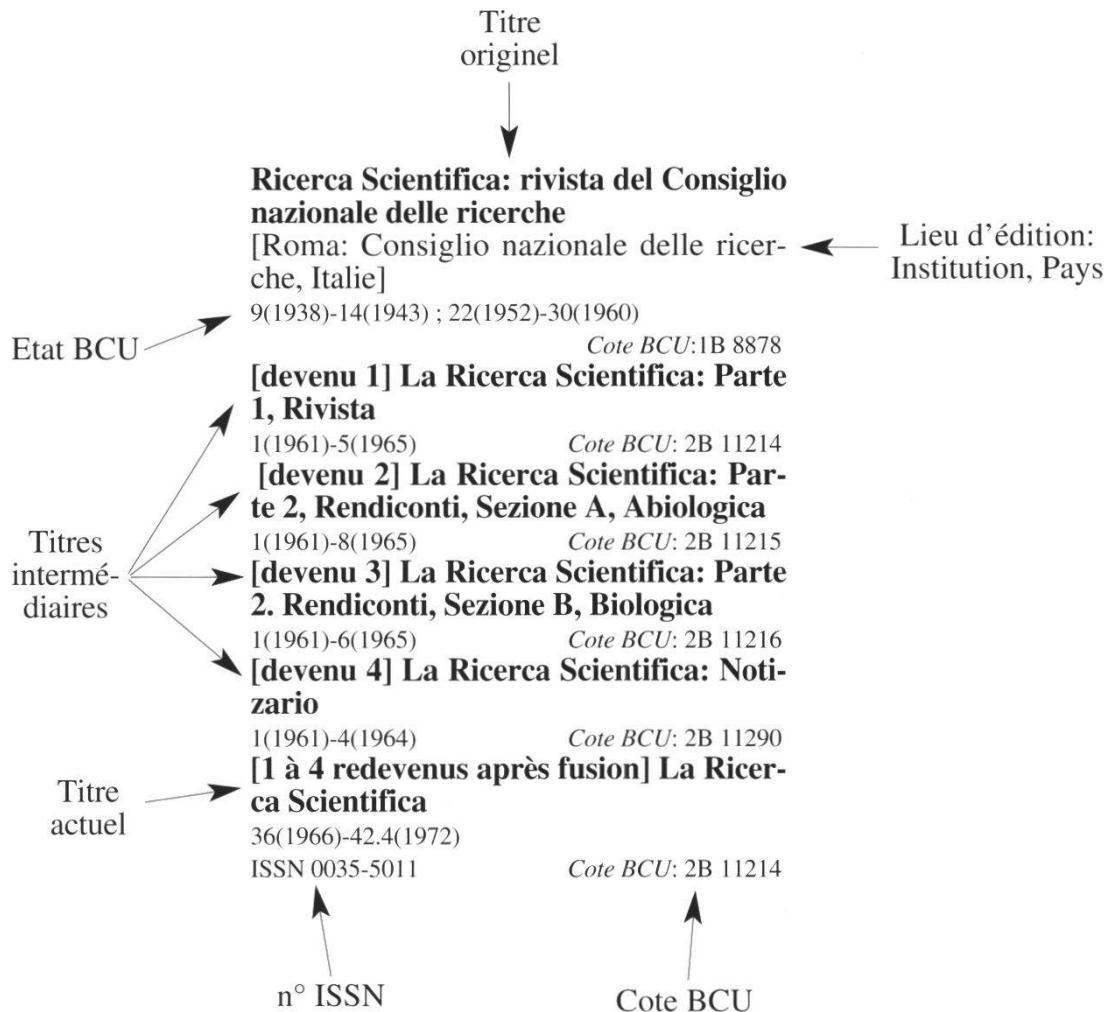 Titre
originel
Ricerca Scientifica: rivista del Consiglio
nazionale delle ricerche
[Roma: Consiglio nazionale delle ricer-
che, Italie]
Lieu d'édition:
Institution, Pays
9(1938)-14(1943) ; 22(1952)-30(1960)
Etat BCU
Cote BCU:1B 8878
[devenu 1] La Ricerca Scientifica: Parte
1, Rivista
1(1961)-5(1965) Cote BCU: 2B 11214
[devenu 2] La Ricerca Scientifica: Par-
te 2, Rendiconti, Sezione A, Abiologica
1(1961)-8(1965) Cote BCU: 2B 11215
Titres
intermé-
diaires
[devenu 3] La Ricerca Scientifica: Parte
2. Rendiconti, Sezione B, Biologica
1(1961)-6(1965) Cote BCU: 2B 11216
[devenu 4] La Ricerca Scientifica: Noti-
zario
1(1961)-4(1964) Cote BCU: 2B 11290
[1 à 4 redevenus après fusion] La Ricer-
ca Scientifica
Titre
actuel
36(1966)-42.4(1972)
ISSN 0035-5011 Cote BCU: 2B 11214
n° ISSN
Cote BCU